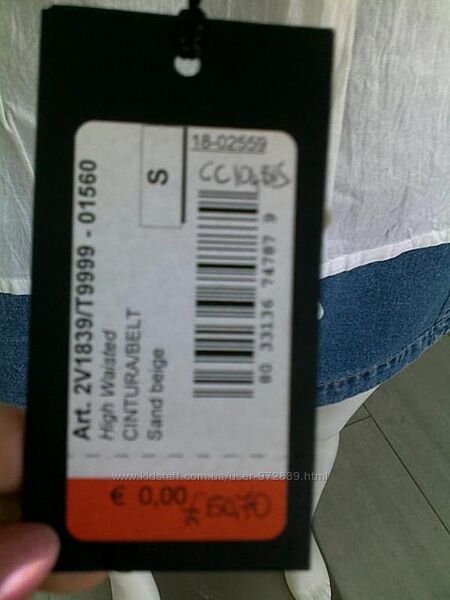 Art. 2V1839/T9999 - 01560
High Waisted
CINTURA/BELT
Sand beige
S
18-02559
80 33136 74787 9
€ 0,00
www.kidstaff.com.ua/user-972839.html